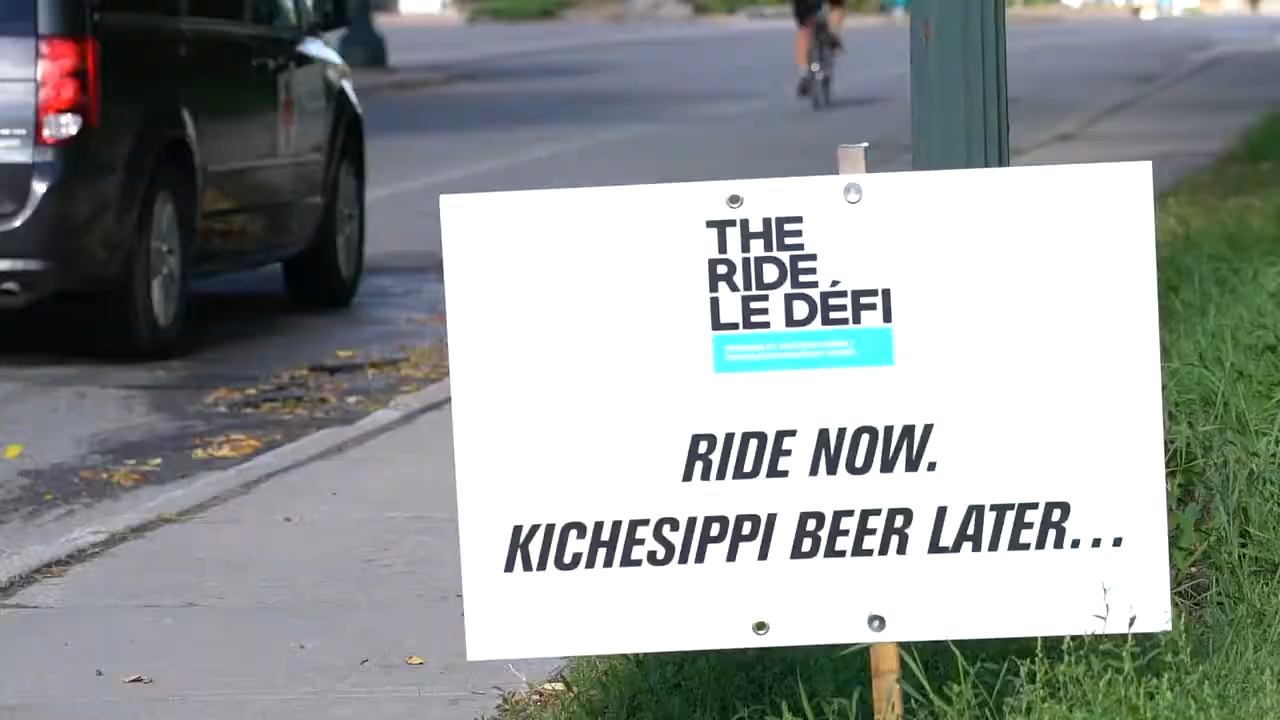 THE
RIDE
LE DÉFI
RIDE NOW.
KICHESIPPI BEER LATER...